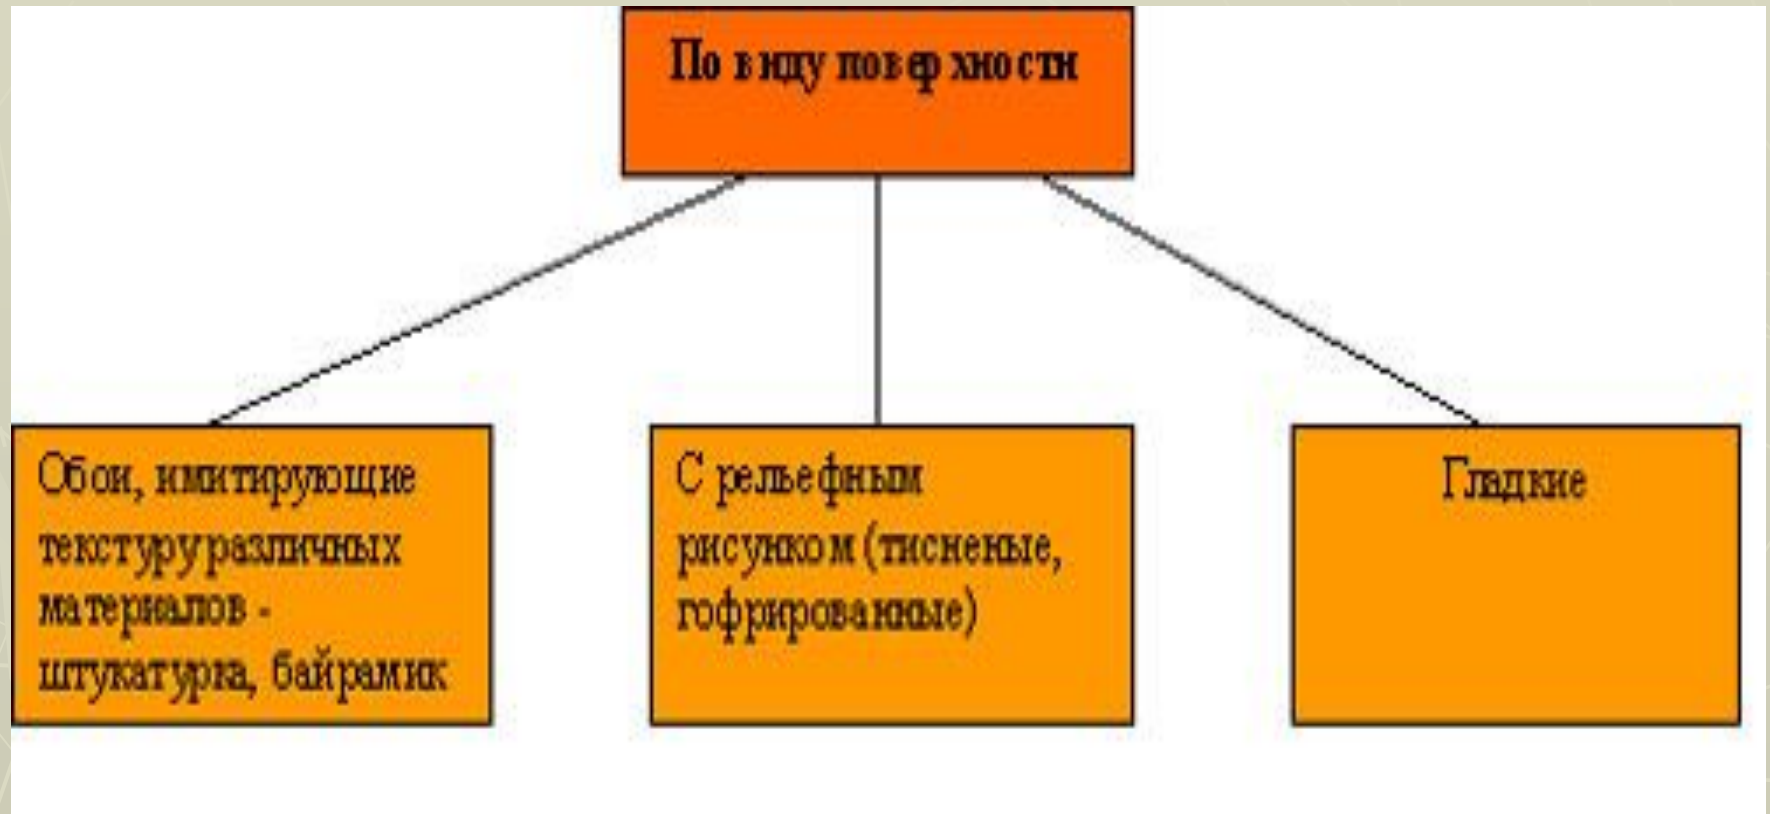 По виду поверхности
Обои, имитирующие
текстуру различных
материалов -
штукатурка, байрамик
С рельефным
рисунком (тисненые,
гофрированные)
Гладкие